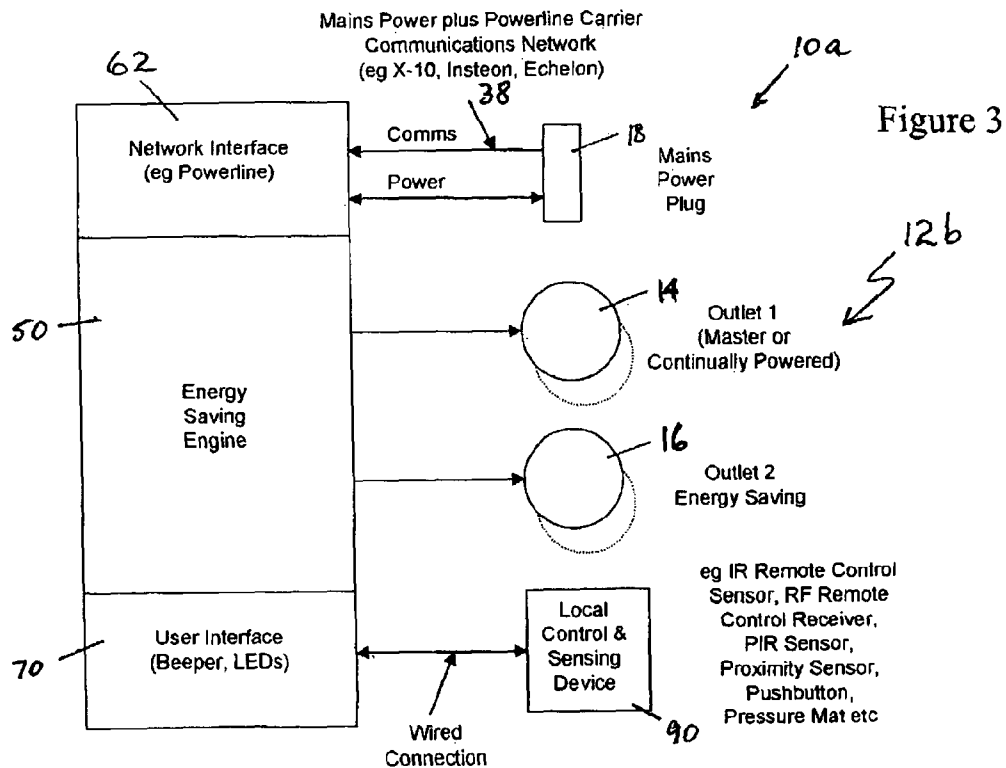 Mains Power plus Powerline Carrier
Communications Network
(eg X-10, Insteon, Echelon)
10a
Figure 3
62
38
Network Interface
(eg Powerline)
Comms
Power
18
Mains
Power
Plug
12b
50
Energy
Saving
Engine
14
Outlet 1
(Master or
Continually Powered)
16
Outlet 2
Energy Saving
70
User Interface
(Beeper, LEDs)
Wired
Connection
Local
Control &
Sensing
Device
90
eg IR Remote Control
Sensor, RF Remote
Control Receiver,
PIR Sensor,
Proximity Sensor,
Pushbutton,
Pressure Mat etc